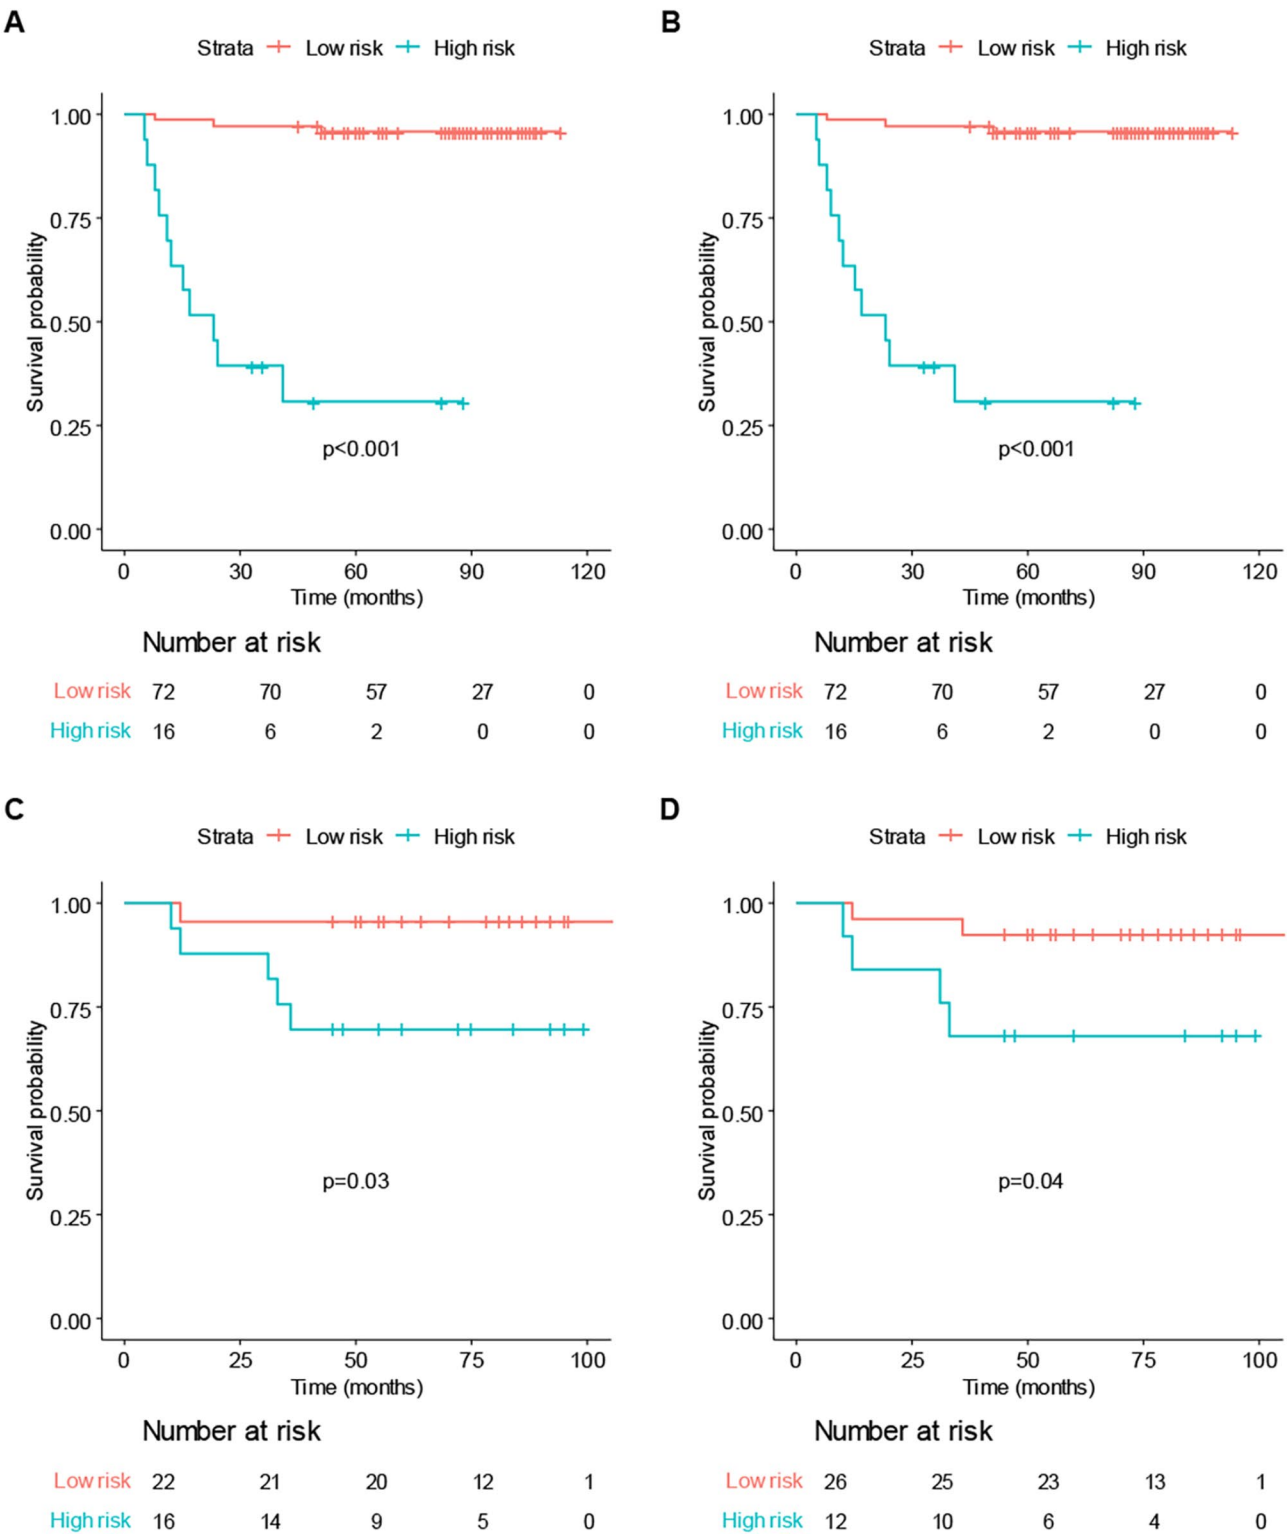 A
Strata Low risk High risk
Survival probability
1.00
0.75
0.50
0.25
0.00
p<0.001
0 30 60 90 120
Time (months)
Number at risk
Low risk 72 70 57 27 0
High risk 16 6 2 0 0
B
Strata Low risk High risk
Survival probability
1.00
0.75
0.50
0.25
0.00
p<0.001
0 30 60 90 120
Time (months)
Number at risk
Low risk 72 70 57 27 0
High risk 16 6 2 0 0
C
Strata Low risk High risk
Survival probability
1.00
0.75
0.50
0.25
0.00
p=0.03
0 25 50 75 100
Time (months)
Number at risk
Low risk 22 21 20 12 1
High risk 16 14 9 5 0
D
Strata Low risk High risk
Survival probability
1.00
0.75
0.50
0.25
0.00
p=0.04
0 25 50 75 100
Time (months)
Number at risk
Low risk 26 25 23 13 1
High risk 12 10 6 4 0